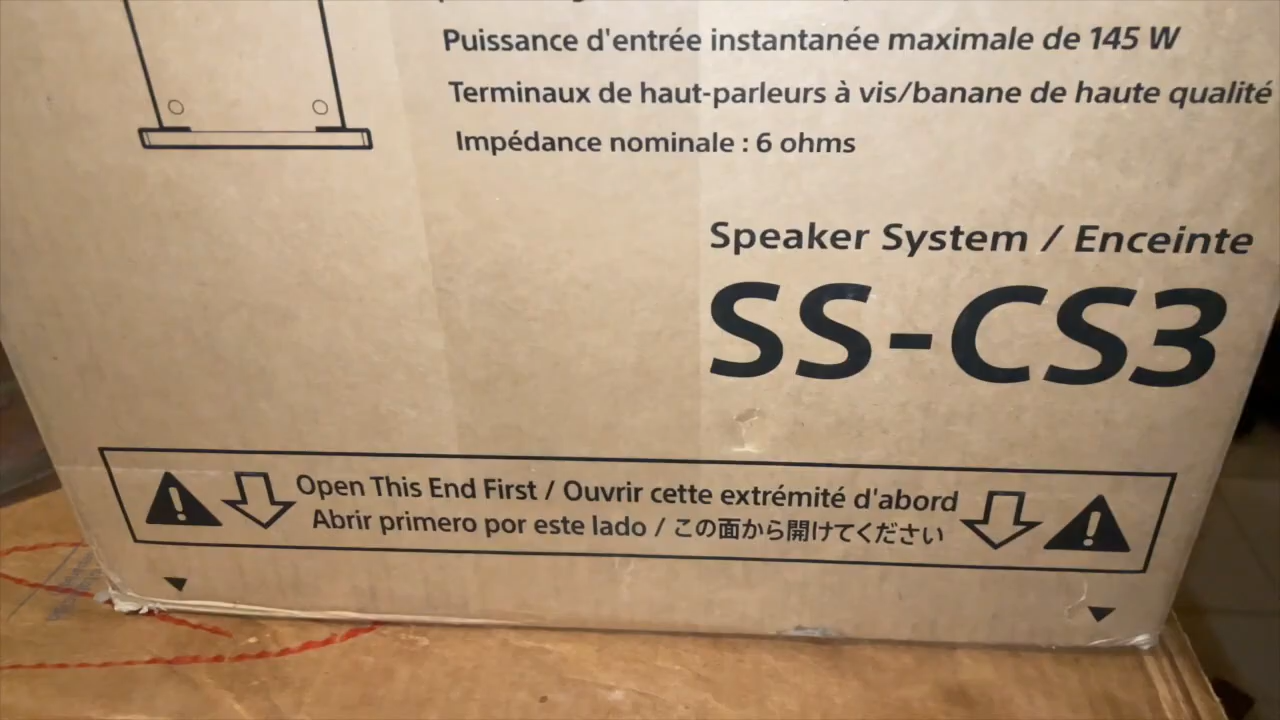 Puissance d'entrée instantanée maximale de 145 W
Terminaux de haut-parleurs à vis/banane de haute qualité
Impédance nominale : 6 ohms
Speaker System / Enceinte
SS-CS3
Open This End First / Ouvrir cette extrémité d'abord
Abrir primero por este lado / この面から開けてください